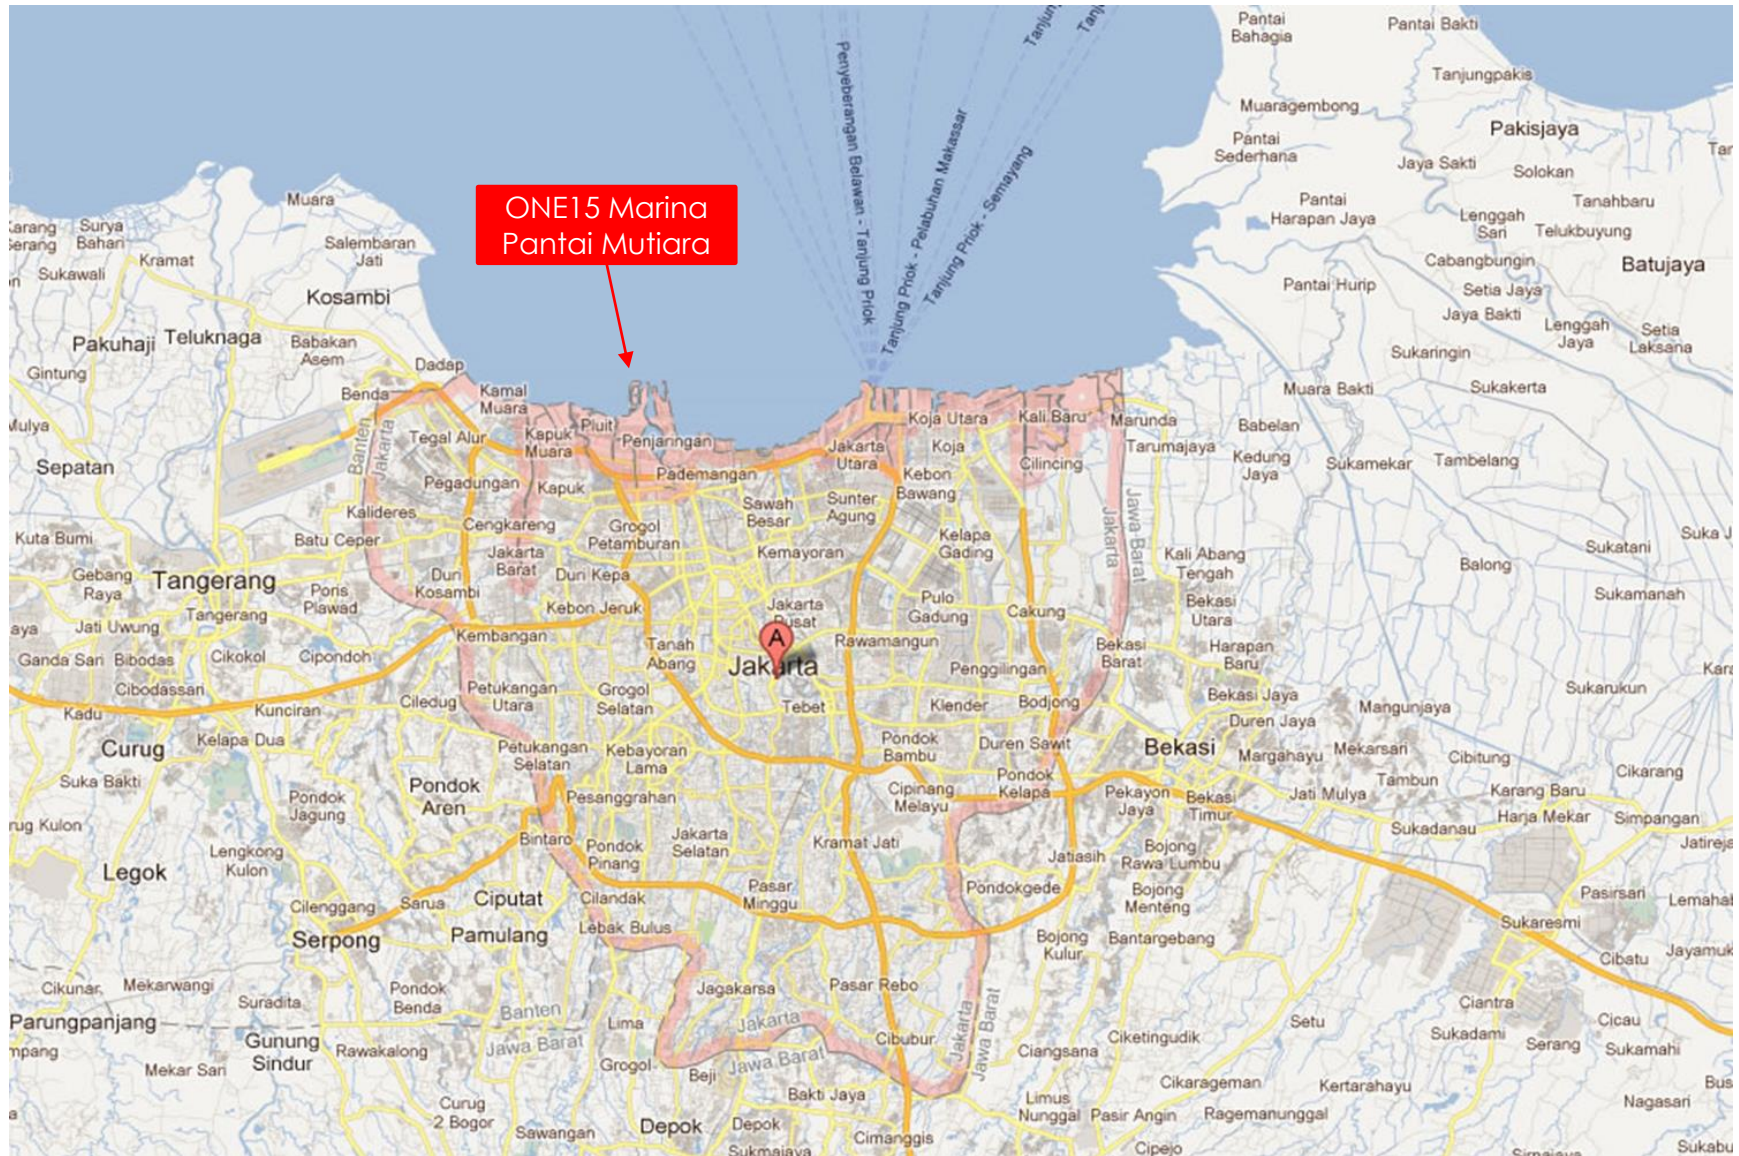 Pantai
Bahagia
Pantai Bakti
Tanjungpakis
Muaragembong
Pakisjaya
Pantai
Sederhana
Jaya Sakti
Solokan
Penyeberangan Belawan - Tanjung Priok
Tanjung Priok - Pelabuhan Makassar
Tanjung Priok - Semayang
ONE15 Marina
Pantai Mutiara
Muara
Surya
Bahari
Salembaran
Jati
Kramat
Sukawali
Kosambi
Pantai
Harapan Jaya
Lenggah
Sari
Tanahbaru
Telukbuyung
Cabangbungin
Batujaya
Pantai Hurip
Setia Jaya
Jaya Bakti
Lenggah
Jaya
Setia
Laksana
Pakuhaji
Teluknaga
Babakan
Asem
Gintung
Dadap
Benda
Kamal
Muara
Sukaringin
Muara Bakti
Sukakerta
Pluit
Penjaringan
Koja Utara
Kali Baru
Marunda
Babelan
Banten
Jakarta
Tegal Alur
Kapuk
Muara
Jakarta
Utara
Koja
Tarumajaya
Kedung
Jaya
Sukamekar
Tambelang
Sepatan
Pegadungan
Kapuk
Pademangan
Kebon
Bawang
Cilincing
Kalideres
Sawah
Besar
Sunter
Agung
Jakarta
Jawa Barat
Kuta Bumi
Batu Ceper
Cengkareng
Grogol
Petamburan
Kemayoran
Kelapa
Gading
Kali Abang
Tengah
Sukatani
Gebang
Raya
Tangerang
Poris
Plawad
Duri
Kosambi
Jakarta
Barat
Duri Kepa
Balong
Sukamanah
Tangerang
Jati Uwung
Kebon Jeruk
Jakarta
Pusat
Pulo
Gadung
Cakung
Bekasi
Utara
Kembangan
Tanah
Abang
A
Jakarta
Rawamangun
Penggilingan
Bekasi
Barat
Harapan
Baru
Ganda Sari
Bibodas
Cikokol
Cipondoh
Cibodassari
Kadu
Kunciran
Ciledug
Petukangan
Utara
Grogol
Selatan
Tebet
Klender
Bodjong
Bekasi Jaya
Duren Jaya
Mangunjaya
Sukarukun
Curug
Kelapa Dua
Petukangan
Selatan
Kebayoran
Lama
Pondok
Bambu
Duren Sawit
Bekasi
Margahayu
Mekarsari
Cibitung
Cikarang
Suka Bakti
Pondok
Jagung
Pondok
Aren
Pesanggrahan
Cipinang
Melayu
Pondok
Kelapa
Pekayon
Jaya
Bekasi
Timur
Jati Mulya
Tambun
Karang Baru
Harja Mekar
Simpangan
Sukadanau
Bintaro
Pondok
Pinang
Jakarta
Selatan
Kramat Jati
Jatiasih
Bojong
Rawa Lumbu
Lengkong
Kulon
Legok
Cilenggang
Sarua
Ciputat
Cilandak
Pasar
Minggu
Pondokgede
Bojong
Menteng
Pasirsari
Sukaresmi
Serpong
Pamulang
Lebak Bulus
Bojong
Kulur
Bantargebang
Cibatu
Cikunar
Mekarwangi
Suradita
Pondok
Benda
Jagakarsa
Pasar Rebo
Ciantra
Parungpanjang
Banten
Jawa Barat
Lima
Jakarta
Jawa Barat
Cibubur
Jakarta
Jawa Barat
Ciketingudik
Setu
Sukadami
Cicau
Serang
Sukamahi
Gunung
Sindur
Rawakalong
Mekar Sari
Grogol
Beji
Ciangsana
Cikarageman
Kertarahayu
Nagasari
Curug
2 Bogor
Sawangan
Depok
Depok
Bakti Jaya
Cimanggis
Limus
Nunggal
Pasir Angin
Ragemanunggal
Cipejo
Sukmajaya